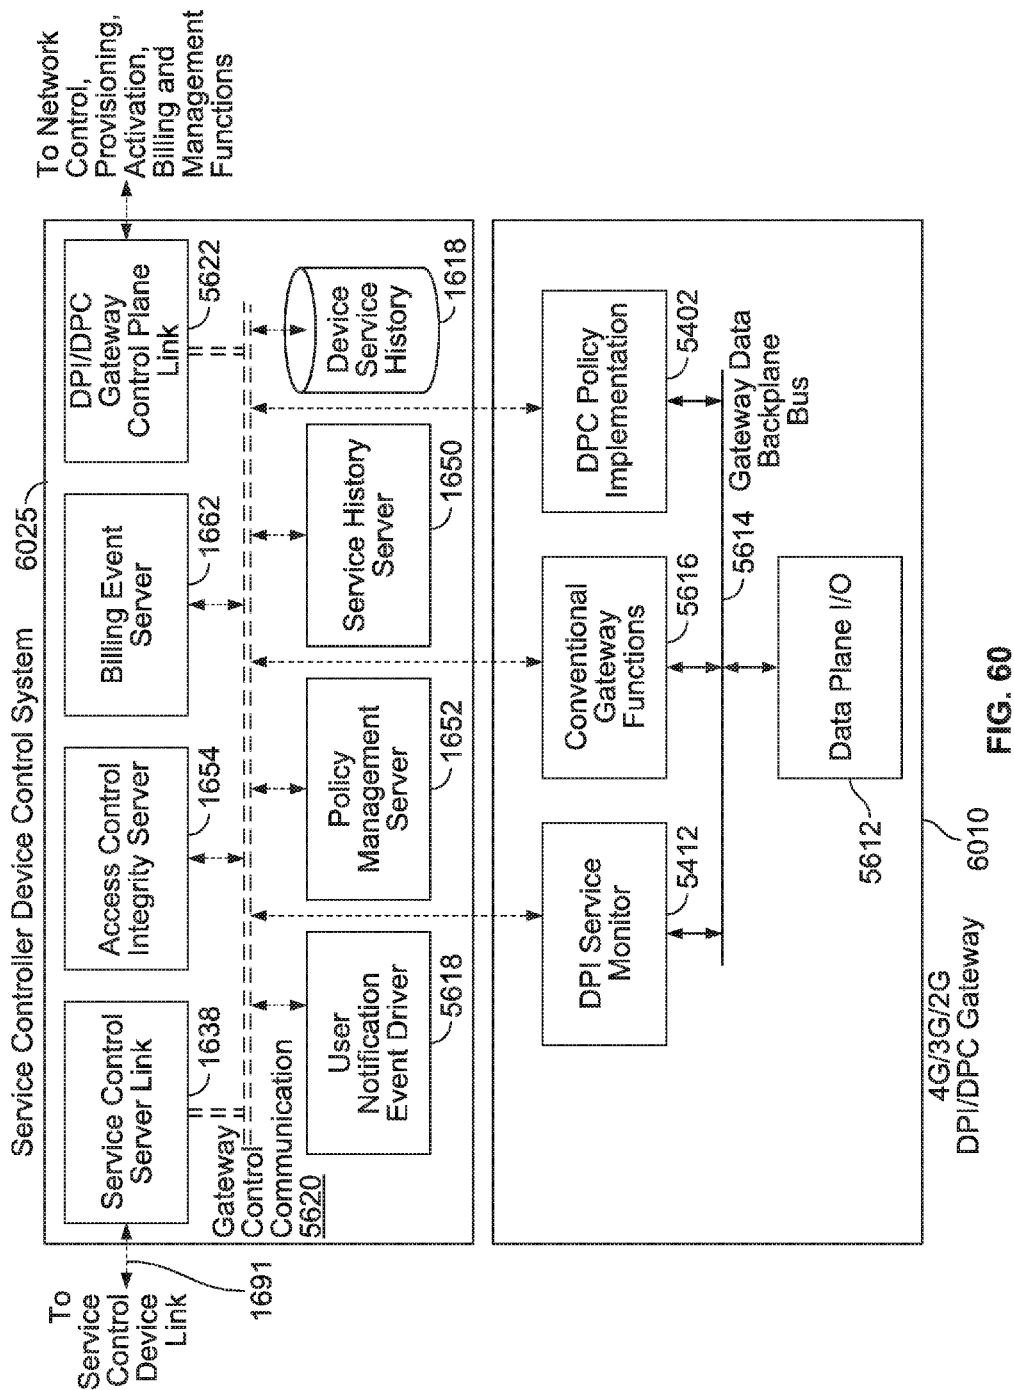 Service Controller Device Control System
6025
To
Service
Control
Device
Link
1691
Service Control
Server Link
1638
Access Control
Integrity Server
1654
Billing Event
Server
1662
DPI/DPC
Gateway
Control Plane
Link
5622
To Network
Control,
Provisioning,
Activation,
Billing and
Management
Functions
Gateway
Control
Communication
5620
User
Notification
Event Driver
5618
Policy
Management
Server
1652
Service History
Server
1650
Device
Service
History
1618
DPI Service
Monitor
5412
Conventional
Gateway
Functions
5616
DPC Policy
Implementation
5402
5614
Gateway Data
Backplane
Bus
Data Plane I/O
5612
4G/3G/2G
DPI/DPC Gateway
6010
FIG. 60